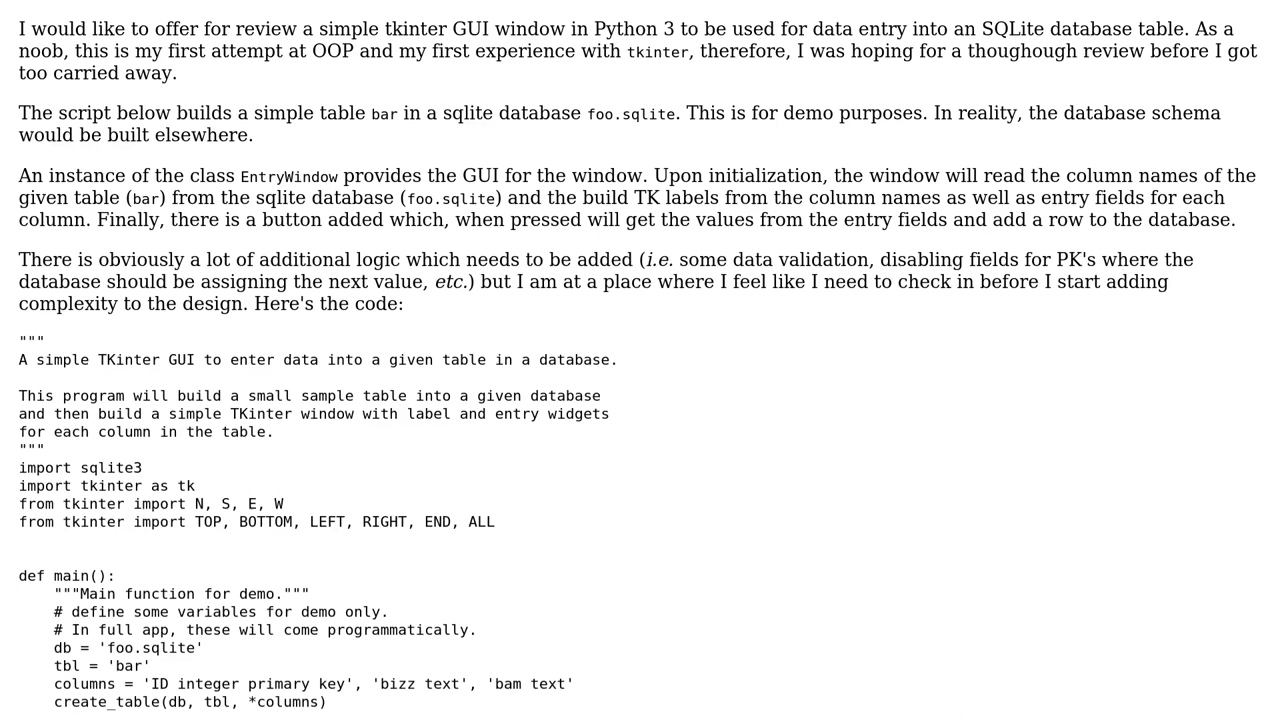 I would like to offer for review a simple tkinter GUI window in Python 3 to be used for data entry into an SQLite database table. As a
noob, this is my first attempt at OOP and my first experience with tkinter, therefore, I was hoping for a thoughough review before I got
too carried away.
The script below builds a simple table bar in a sqlite database foo.sqlite. This is for demo purposes. In reality, the database schema
would be built elsewhere.
An instance of the class EntryWindow provides the GUI for the window. Upon initialization, the window will read the column names of the
given table (bar) from the sqlite database (foo.sqlite) and the build TK labels from the column names as well as entry fields for each
column. Finally, there is a button added which, when pressed will get the values from the entry fields and add a row to the database.
There is obviously a lot of additional logic which needs to be added (i.e. some data validation, disabling fields for PK's where the
database should be assigning the next value, etc.) but I am at a place where I feel like I need to check in before I start adding
complexity to the design. Here's the code:
"""
A simple TKinter GUI to enter data into a given table in a database.
This program will build a small sample table into a given database
and then build a simple TKinter window with label and entry widgets
for each column in the table.
"""
import sqlite3
import tkinter as tk
from tkinter import N, S, E, W
from tkinter import TOP, BOTTOM, LEFT, RIGHT, END, ALL
def main():
    """Main function for demo."""
    # define some variables for demo only.
    # In full app, these will come programmatically.
    db = 'foo.sqlite'
    tbl = 'bar'
    columns = 'ID integer primary key', 'bizz text', 'bam text'
    create_table(db, tbl, *columns)